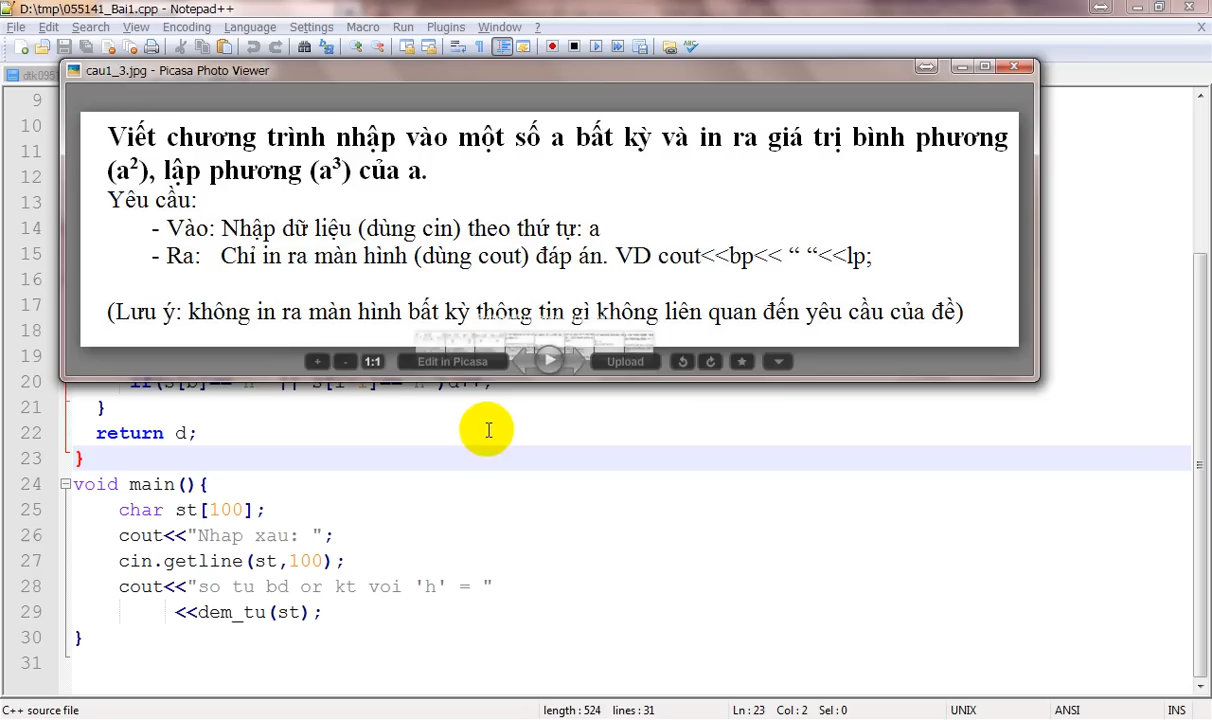 D:\tmp\055141_Bai1.cpp - Notepad++
File Edit Search View Encoding Language Settings Macro Run Plugins Window ? X
cau1_3.jpg - Picasa Photo Viewer
9
10
11
12
13
14
15
16
17
18
19
Viết chương trình nhập vào một số a bất kỳ và in ra giá trị bình phương
(a²), lập phương (a³) của a.
Yêu cầu:
- Vào: Nhập dữ liệu (dùng cin) theo thứ tự: a
- Ra: Chỉ in ra màn hình (dùng cout) đáp án. VD cout<<bp<< “ “<<lp;
(Lưu ý: không in ra màn hình bất kỳ thông tin gì không liên quan đến yêu cầu của đề)
+ - 1:1 Edit in Picasa Upload
20
21 }
22 return d;
23 }
24 void main(){
25 char st[100];
26 cout<<"Nhap xau: ";
27 cin.getline(st,100);
28 cout<<"so tu bd or kt voi 'h' = "
29 <<dem_tu(st);
30 }
31
C++ source file length : 524 lines : 31 Ln : 23 Col : 2 Sel : 0 UNIX ANSI INS